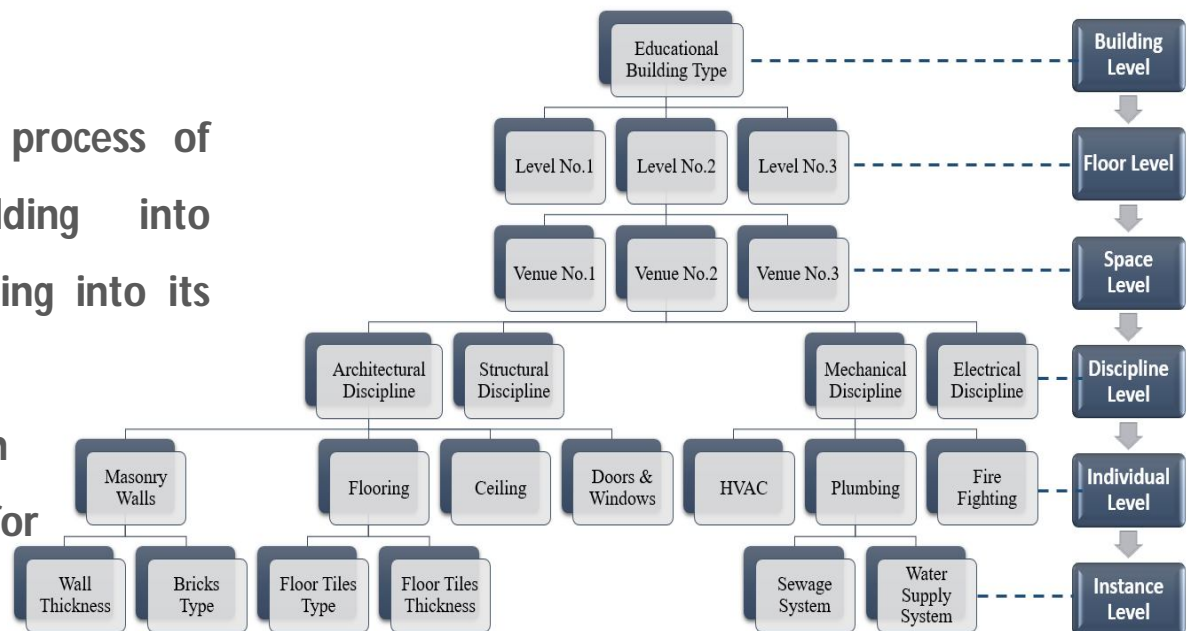 process of
lding into
ing into its
for
Educational
Building Type
Building
Level
Level No.1
Level No.2
Level No.3
Floor Level
Venue No.1
Venue No.2
Venue No.3
Space
Level
Architectural
Discipline
Structural
Discipline
Mechanical
Discipline
Electrical
Discipline
Discipline
Level
Masonry
Walls
Flooring
Ceiling
Doors &
Windows
HVAC
Plumbing
Fire
Fighting
Individual
Level
Wall
Thickness
Bricks
Type
Floor Tiles
Type
Floor Tiles
Thickness
Sewage
System
Water
Supply
System
Instance
Level